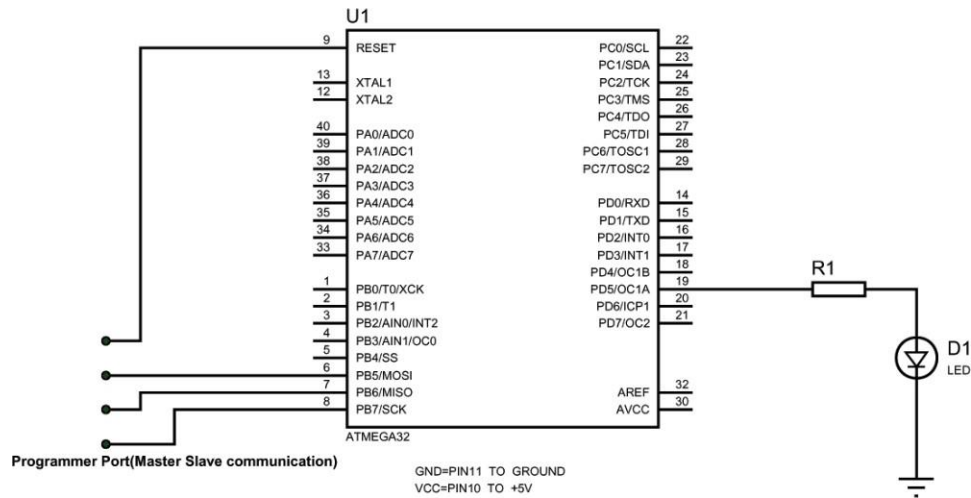 U1
9 RESET
13 XTAL1
12 XTAL2
40 PA0/ADC0
39 PA1/ADC1
38 PA2/ADC2
37 PA3/ADC3
36 PA4/ADC4
35 PA5/ADC5
34 PA6/ADC6
33 PA7/ADC7
1 PB0/T0/XCK
2 PB1/T1
3 PB2/AIN0/INT2
4 PB3/AIN1/OC0
5 PB4/SS
6 PB5/MOSI
7 PB6/MISO
8 PB7/SCK
PC0/SCL 22
PC1/SDA 23
PC2/TCK 24
PC3/TMS 25
PC4/TDO 26
PC5/TDI 27
PC6/TOSC1 28
PC7/TOSC2 29
PD0/RXD 14
PD1/TXD 15
PD2/INT0 16
PD3/INT1 17
PD4/OC1B 18
PD5/OC1A 19
PD6/ICP1 20
PD7/OC2 21
AREF 32
AVCC 30
ATMEGA32
R1
D1
LED
Programmer Port(Master Slave communication)
GND=PIN11 TO GROUND
VCC=PIN10 TO +5V